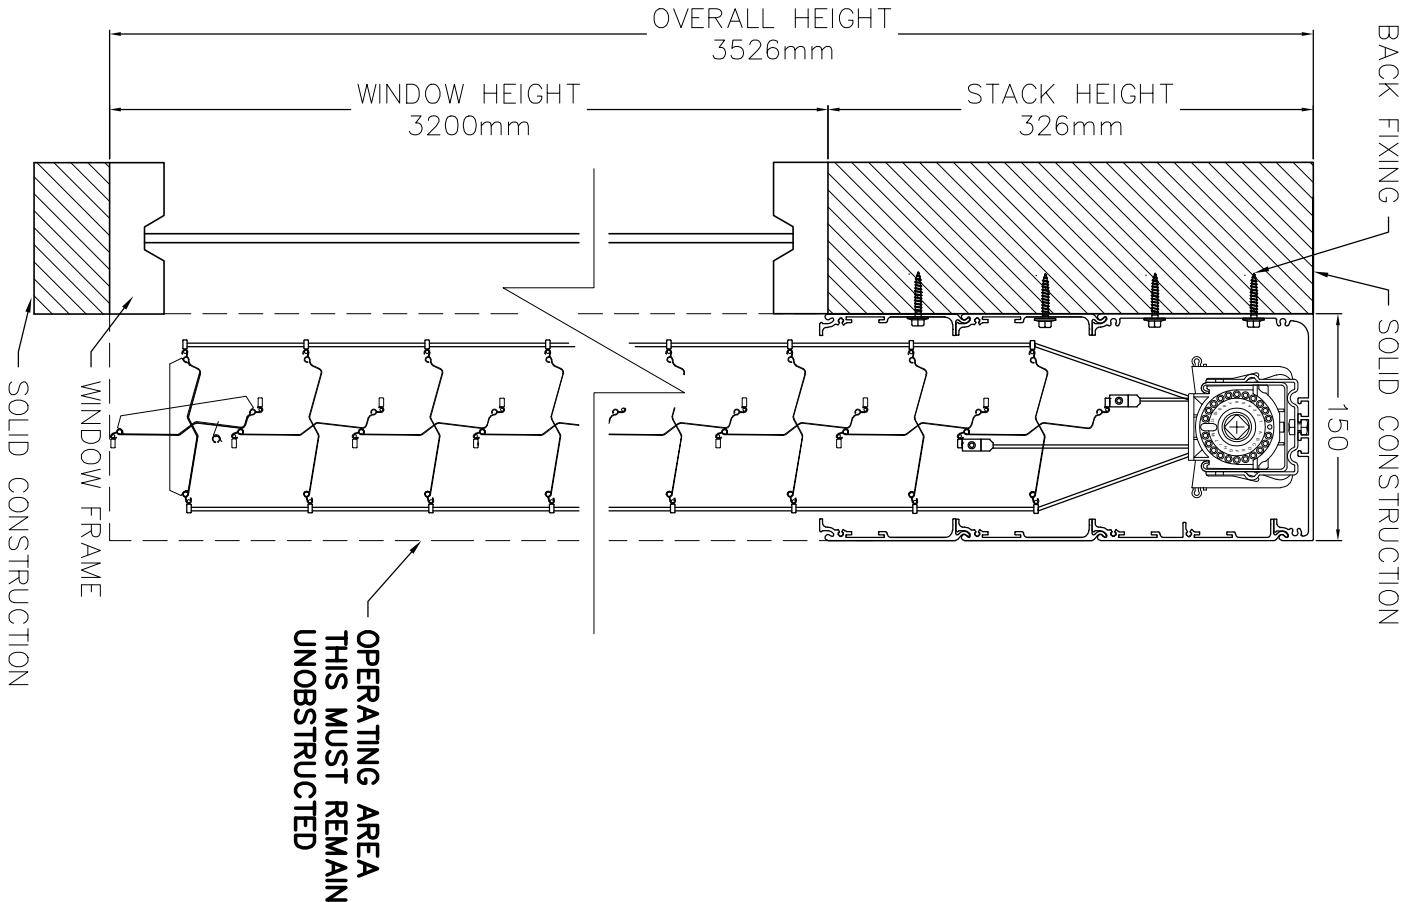 OVERALL HEIGHT
3526mm
WINDOW HEIGHT
3200mm
STACK HEIGHT
326mm
BACK FIXING
SOLID CONSTRUCTION
150
SOLID CONSTRUCTION
WINDOW FRAME
OPERATING AREA
THIS MUST REMAIN
UNOBSTRUCTED